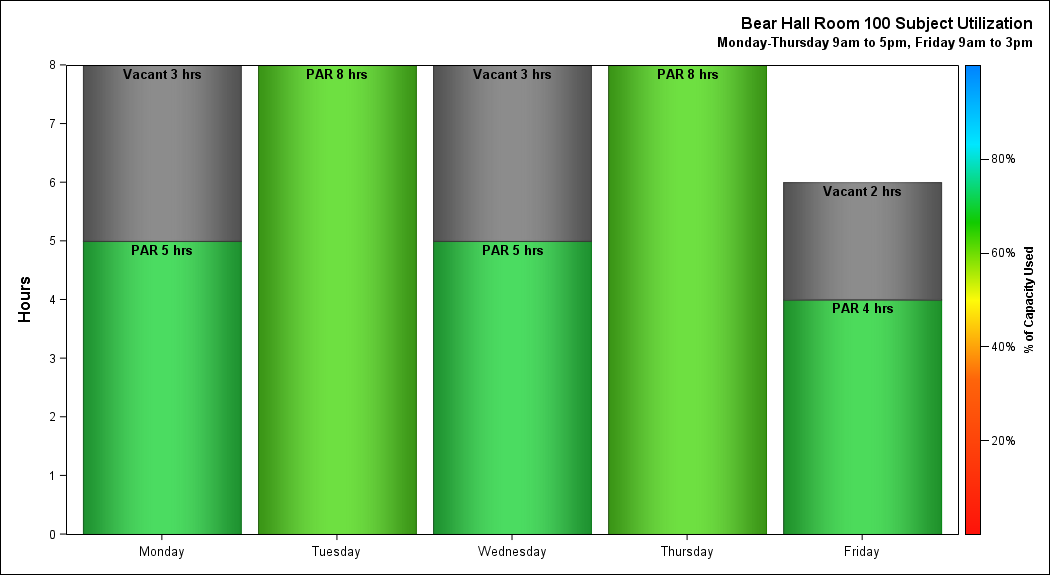 Bear Hall Room 100 Subject Utilization
Monday-Thursday 9am to 5pm, Friday 9am to 3pm
Hours
8
7
6
5
4
3
2
1
0
Vacant 3 hrs
PAR 5 hrs
PAR 8 hrs
Vacant 3 hrs
PAR 5 hrs
PAR 8 hrs
Vacant 2 hrs
PAR 4 hrs
Monday
Tuesday
Wednesday
Thursday
Friday
80%
60%
40%
20%
% of Capacity Used